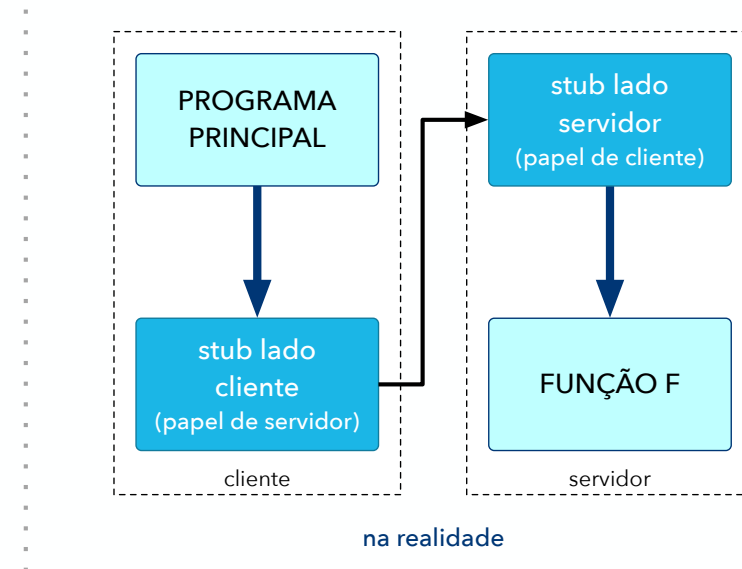 PROGRAMA
PRINCIPAL
stub lado
cliente
(papel de servidor)
cliente
stub lado
servidor
(papel de cliente)
FUNÇÃO F
servidor
na realidade